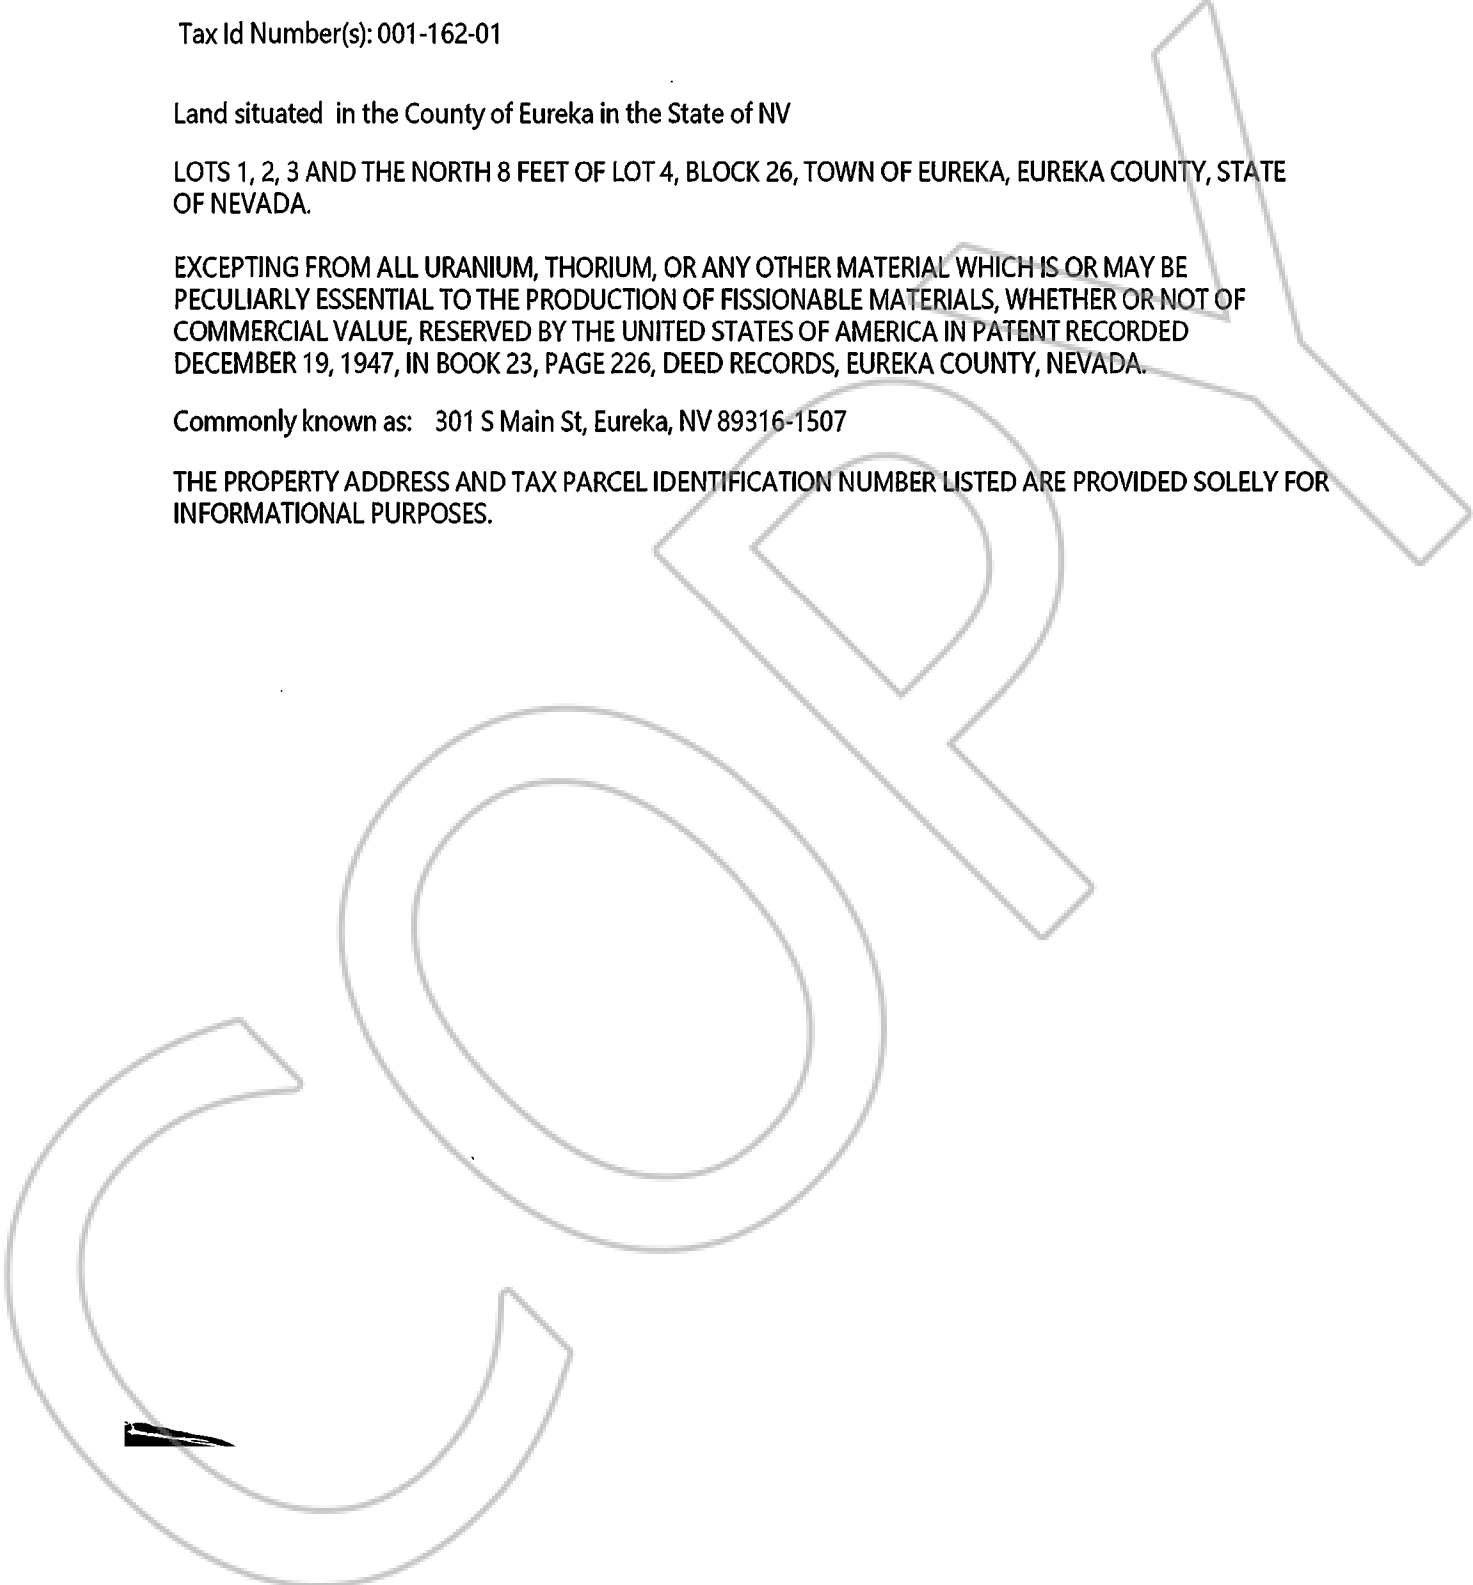 Tax Id Number(s): 001-162-01
Land situated in the County of Eureka in the State of NV
LOTS 1, 2, 3 AND THE NORTH 8 FEET OF LOT 4, BLOCK 26, TOWN OF EUREKA, EUREKA COUNTY, STATE
OF NEVADA.
EXCEPTING FROM ALL URANIUM, THORIUM, OR ANY OTHER MATERIAL WHICH IS OR MAY BE
PECULIARLY ESSENTIAL TO THE PRODUCTION OF FISSIONABLE MATERIALS, WHETHER OR NOT OF
COMMERCIAL VALUE, RESERVED BY THE UNITED STATES OF AMERICA IN PATENT RECORDED
DECEMBER 19, 1947, IN BOOK 23, PAGE 226, DEED RECORDS, EUREKA COUNTY, NEVADA.
Commonly known as: 301 S Main St, Eureka, NV 89316-1507
THE PROPERTY ADDRESS AND TAX PARCEL IDENTIFICATION NUMBER LISTED ARE PROVIDED SOLELY FOR
INFORMATIONAL PURPOSES.
COPY